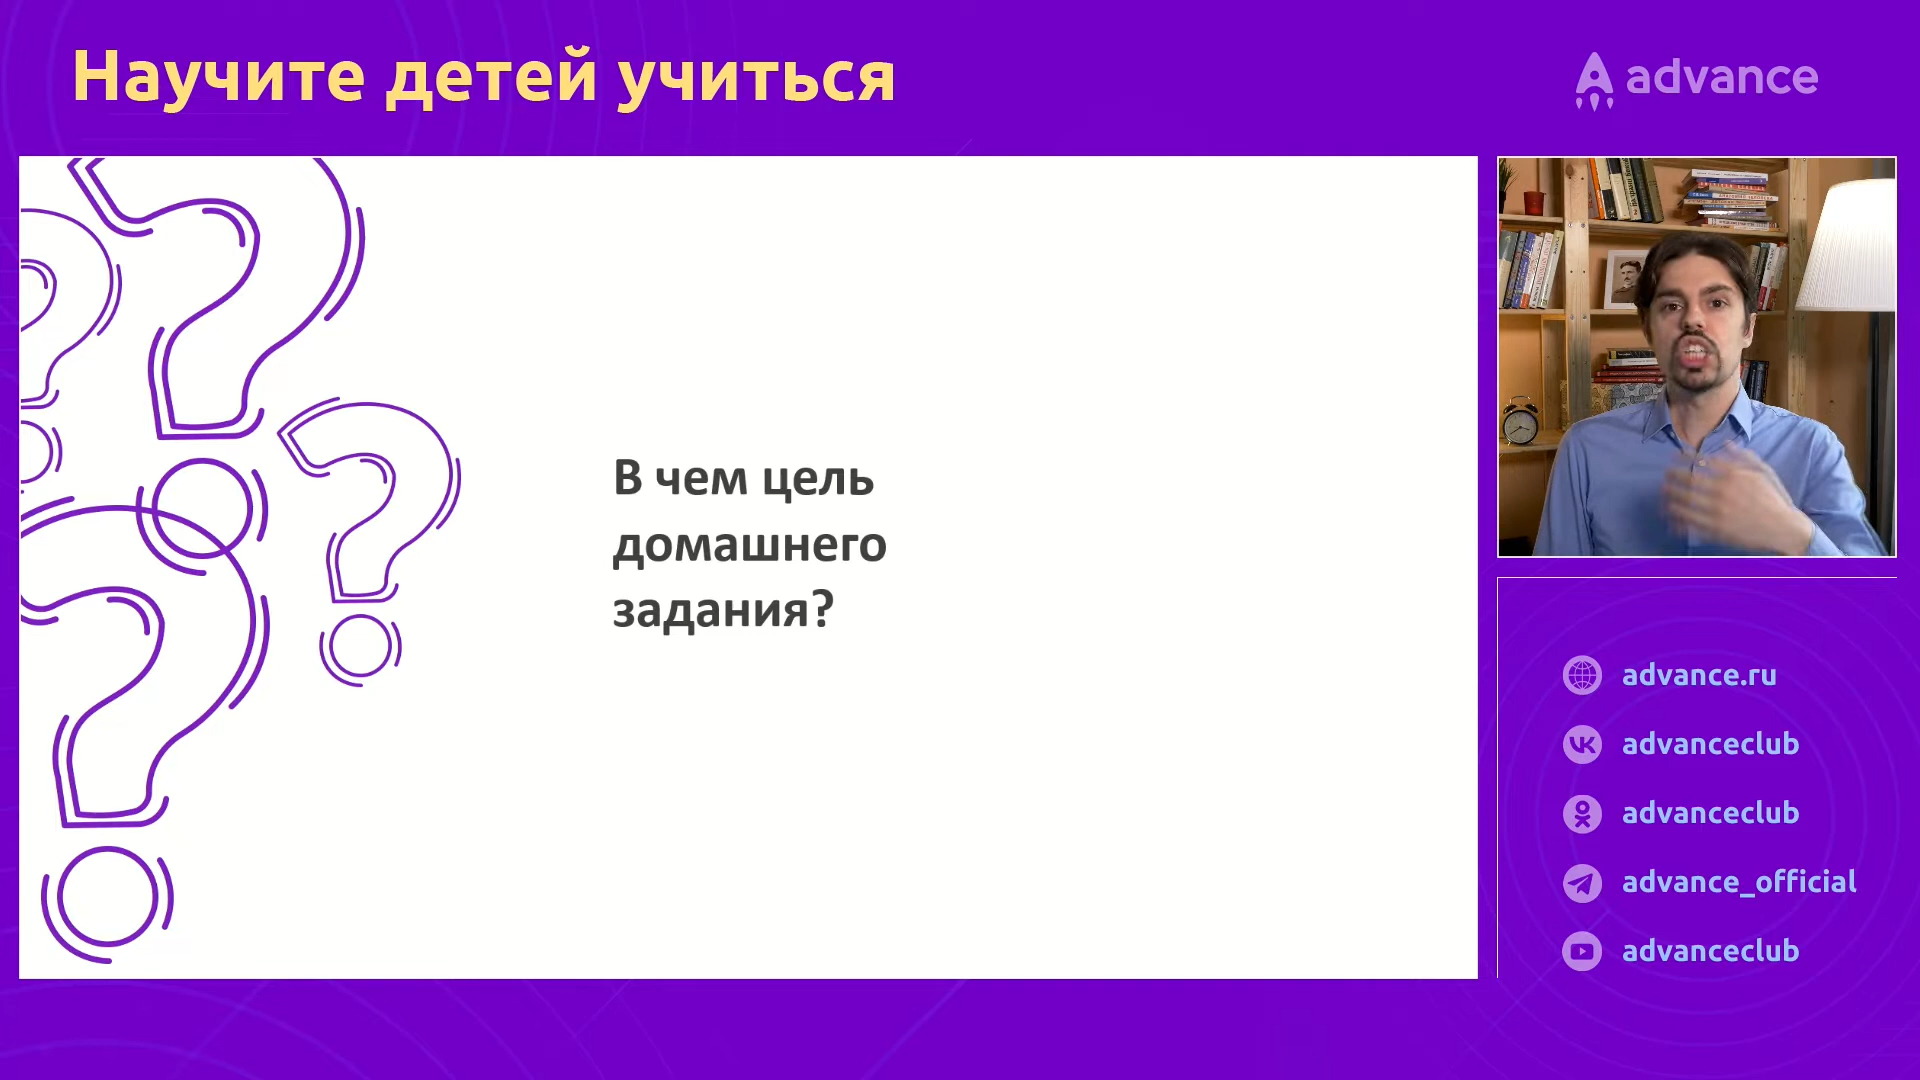 Научите детей учиться
advance
В чем цель
домашнего
задания?
advance.ru
advanceclub
advanceclub
advance_official
advanceclub